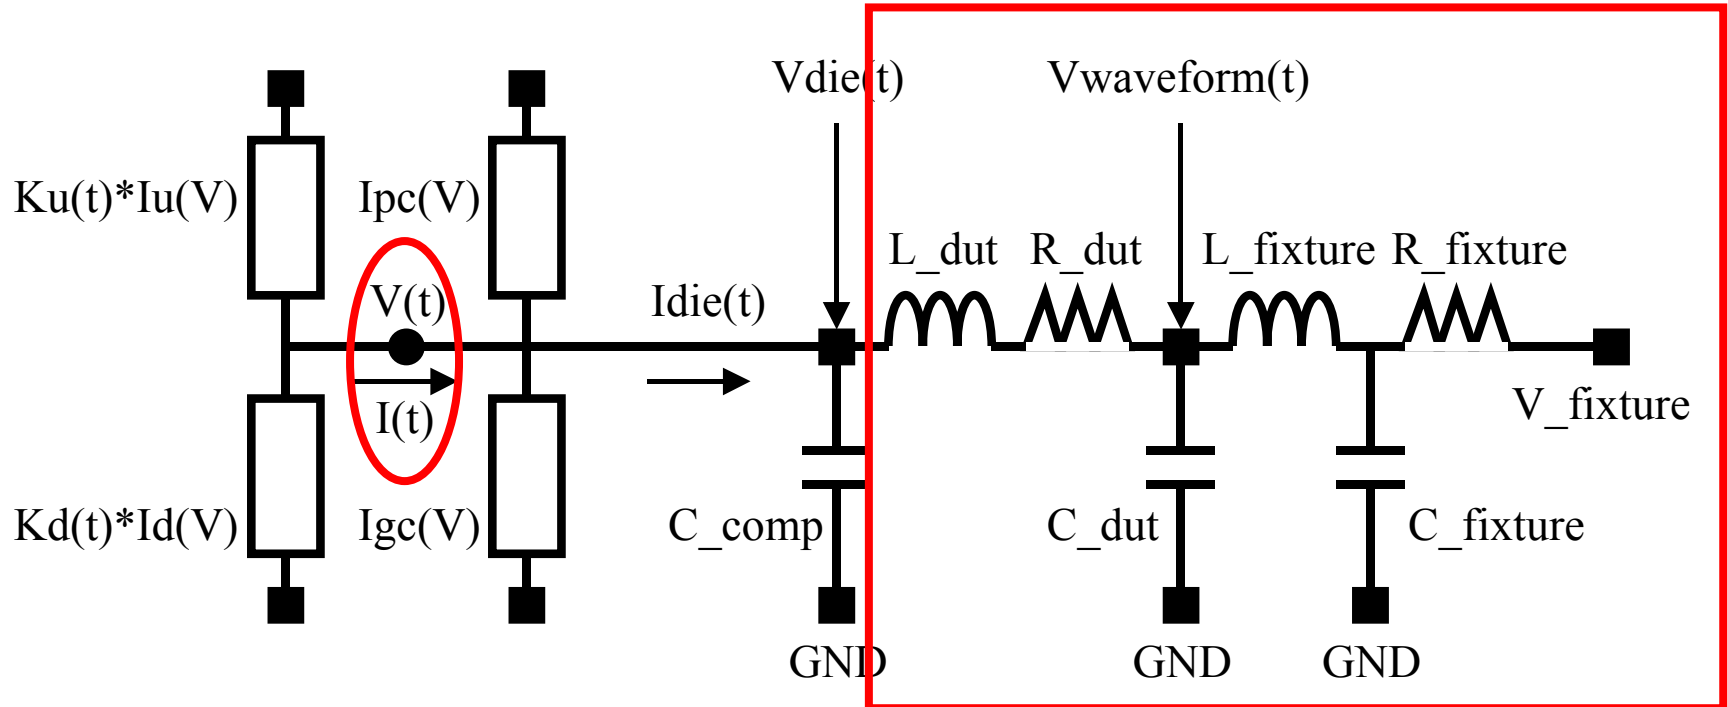 Vdie(t) Vwaveform(t)
Ku(t)*Iu(V) Ipc(V)
L_dut R_dut L_fixture R_fixture
V(t) Idie(t)
I(t) V_fixture
Kd(t)*Id(V) Igc(V) C_comp C_dut C_fixture
GND GND GND